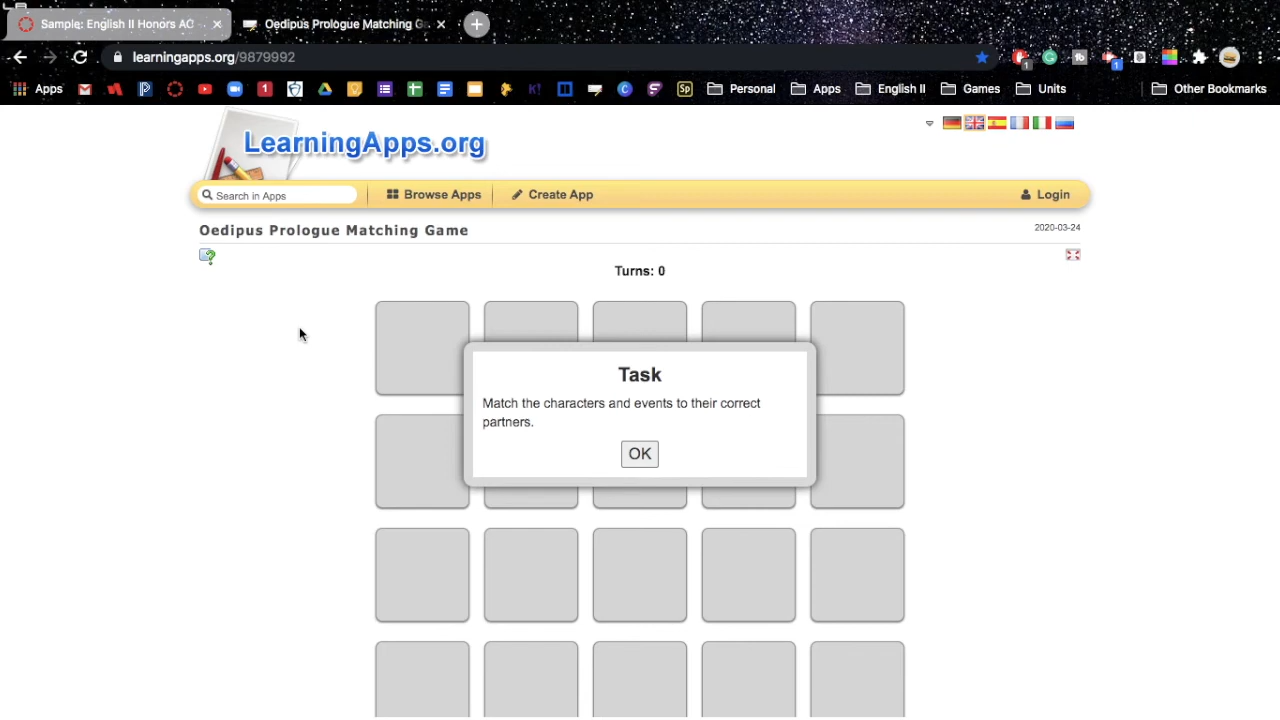 Sample: English II Honors AC
Oedipus Prologue Matching Ga
learningapps.org/9879992
Apps
Personal
Apps
English II
Games
Units
Other Bookmarks
LearningApps.org
Search in Apps
Browse Apps
Create App
Login
Oedipus Prologue Matching Game
2020-03-24
Turns: 0
Task
Match the characters and events to their correct
partners.
OK